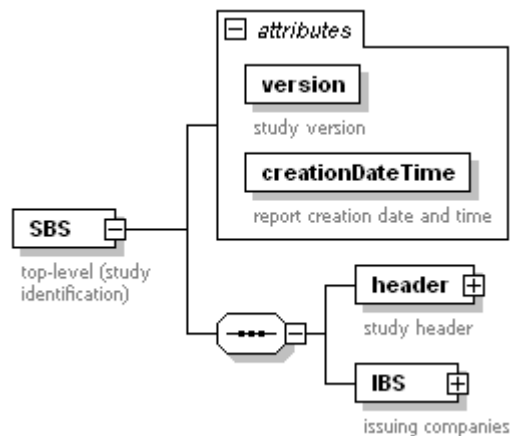 attributes
version
study version
creationDateTime
report creation date and time
SBS
top-level (study
identification)
header
study header
IBS
issuing companies